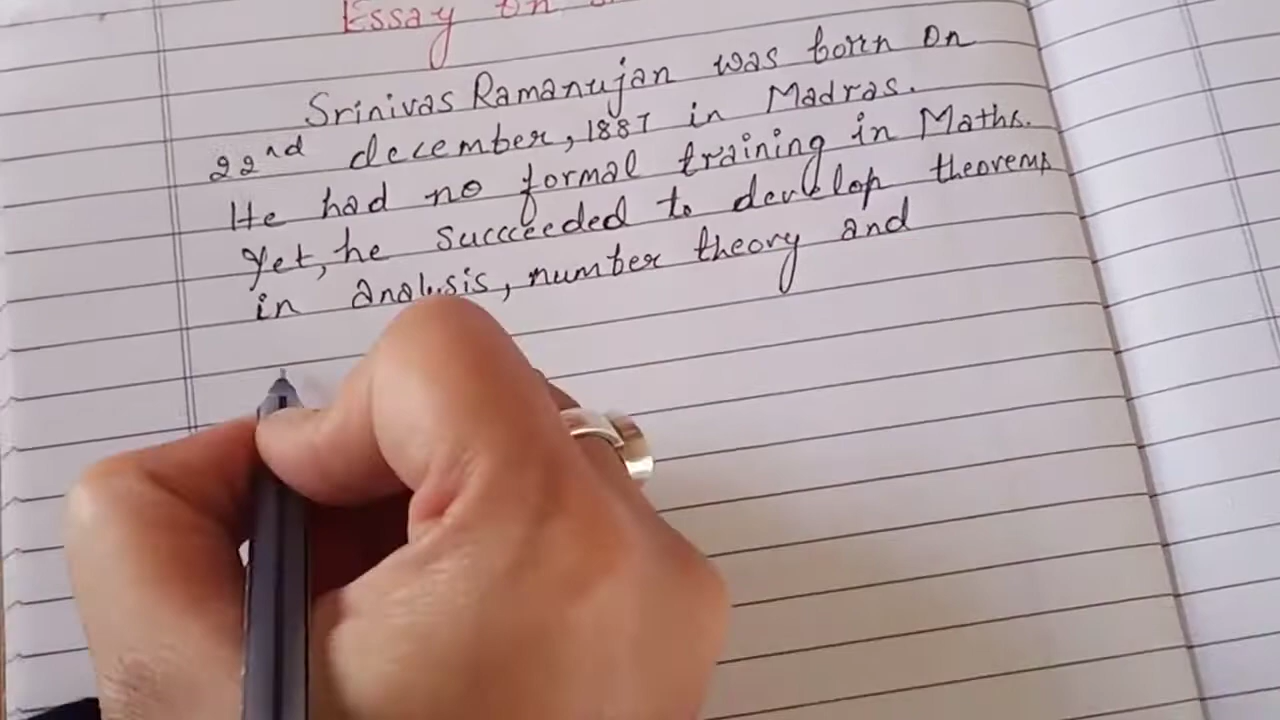 Essay on
Srinivas Ramanujan was born on
22nd december, 1887 in Madras.
He had no formal training in Maths.
Yet, he succeeded to develop theorems
in analysis, number theory and